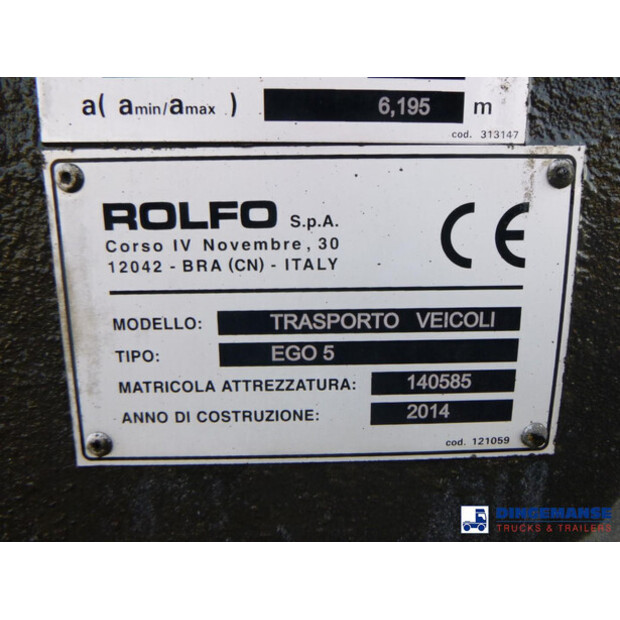 a( amin/amax ) 6,195 m
cod. 313147
ROLFO S.p.A.
Corso IV Novembre, 30
12042 - BRA (CN) - ITALY
CE
MODELLO: TRASPORTO VEICOLI
TIPO: EGO 5
MATRICOLA ATTREZZATURA: 140585
ANNO DI COSTRUZIONE: 2014
cod. 121059
DINGEMANSE
TRUCKS & TRAILERS